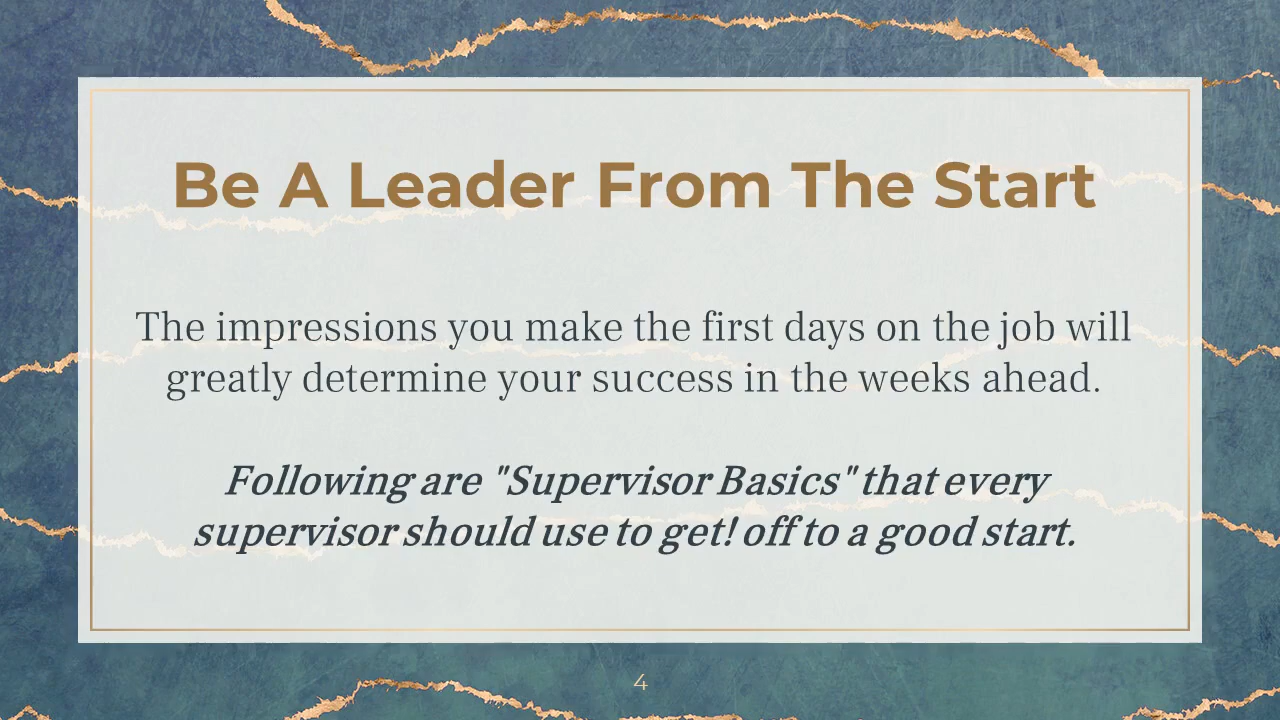 Be A Leader From The Start
The impressions you make the first days on the job will
greatly determine your success in the weeks ahead.
Following are "Supervisor Basics" that every
supervisor should use to get! off to a good start.
4